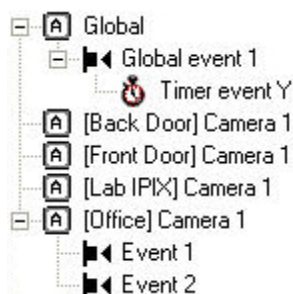 Global
Global event 1
Timer event Y
[Back Door] Camera 1
[Front Door] Camera 1
[Lab IPIX] Camera 1
[Office] Camera 1
Event 1
Event 2